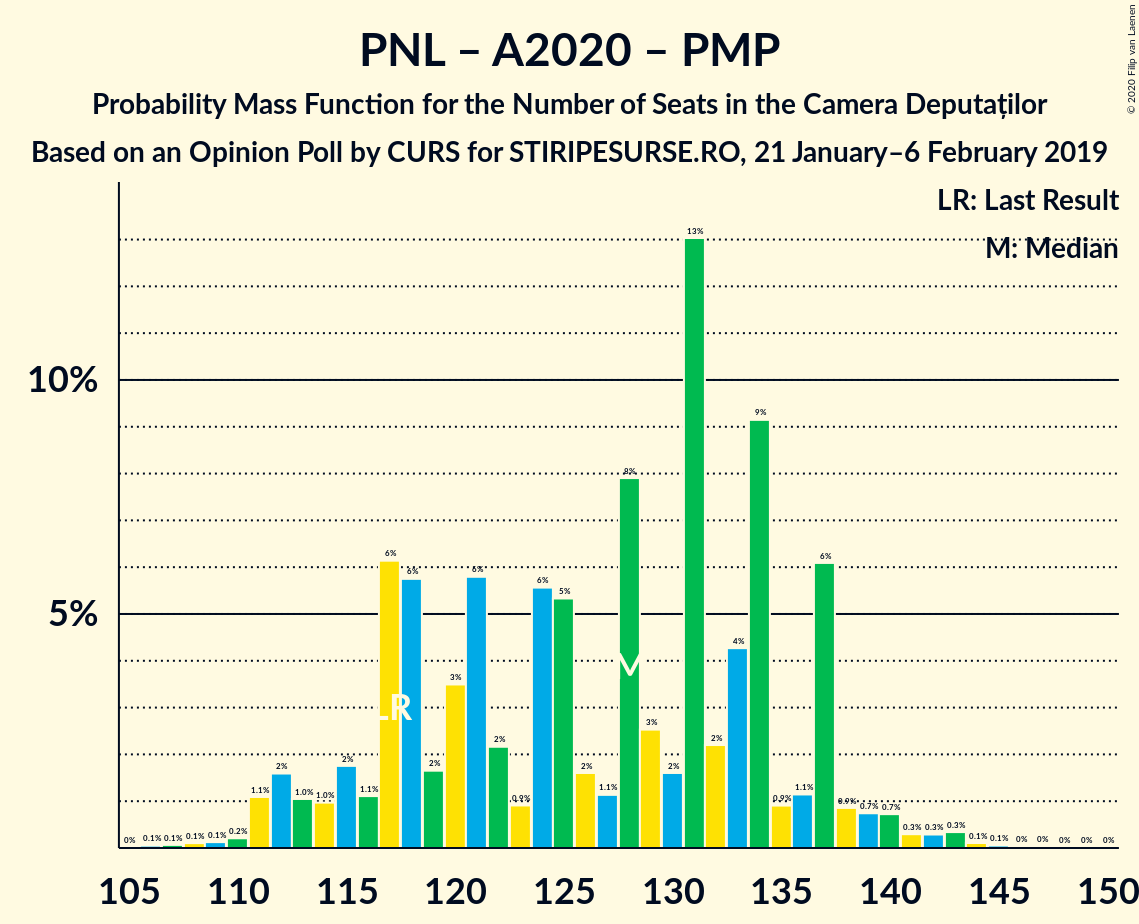 PNL – A2020 – PMP
Probability Mass Function for the Number of Seats in the Camera Deputaților
Based on an Opinion Poll by CURS for STIRIPESURSE.RO, 21 January–6 February 2019
© 2020 Filip van Laenen
LR: Last Result
M: Median
10%
5%
0% 0.1% 0.1% 0.1% 0.1% 0.2% 1.1% 2% 1.0% 1.0% 2% 1.1% 6% 6% 2% 3% 6% 2% 0.9% 6% 5% 2% 1.1% 8% 3% 2% 13% 2% 4% 9% 0.9% 1.1% 6% 0.9% 0.7% 0.7% 0.3% 0.3% 0.3% 0.1% 0.1% 0% 0% 0% 0% 0%
LR
M
105 110 115 120 125 130 135 140 145 150